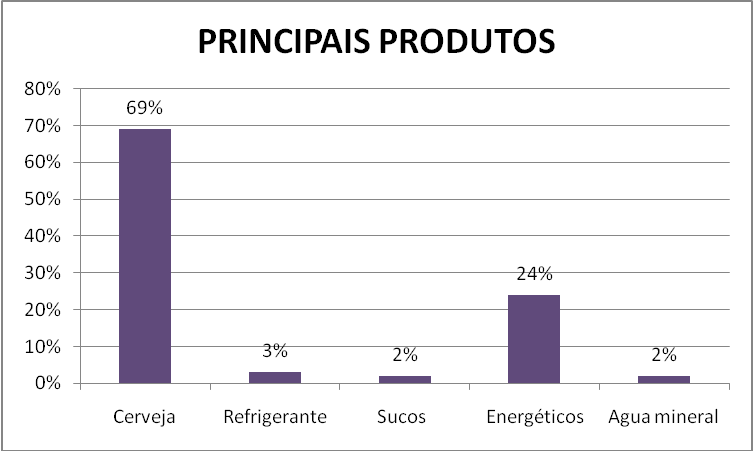 PRINCIPAIS PRODUTOS
80%
70%
60%
50%
40%
30%
20%
10%
0%
69%
3%
2%
24%
2%
Cerveja
Refrigerante
Sucos
Energéticos
Agua mineral